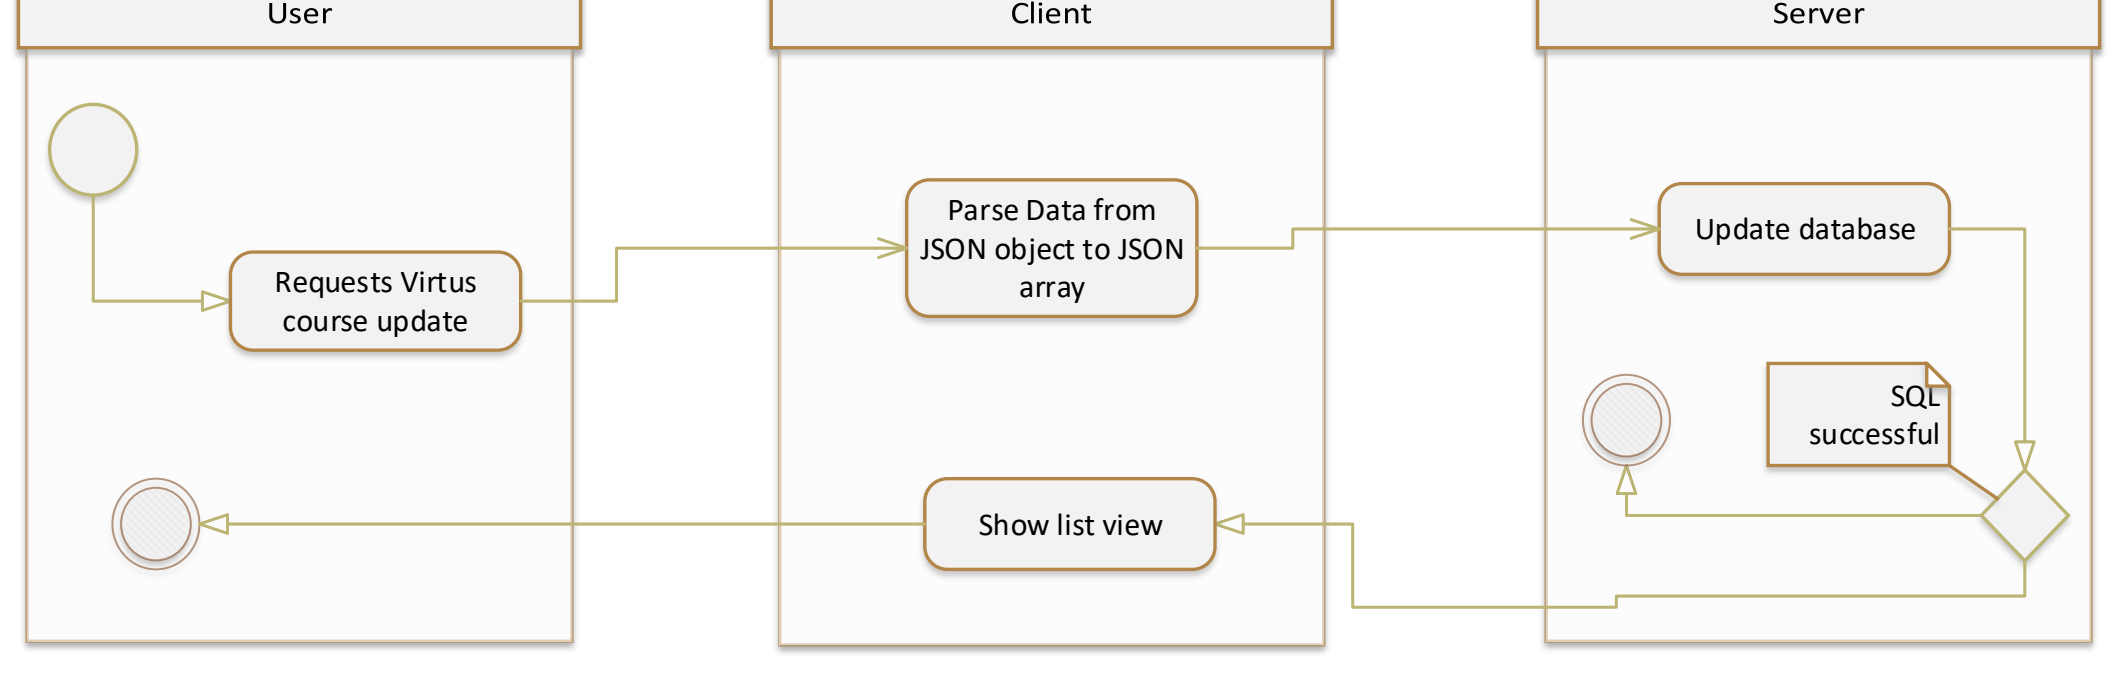 User
Client
Server
Requests Virtus
course update
Parse Data from
JSON object to JSON
array
Update database
SQL
successful
Show list view